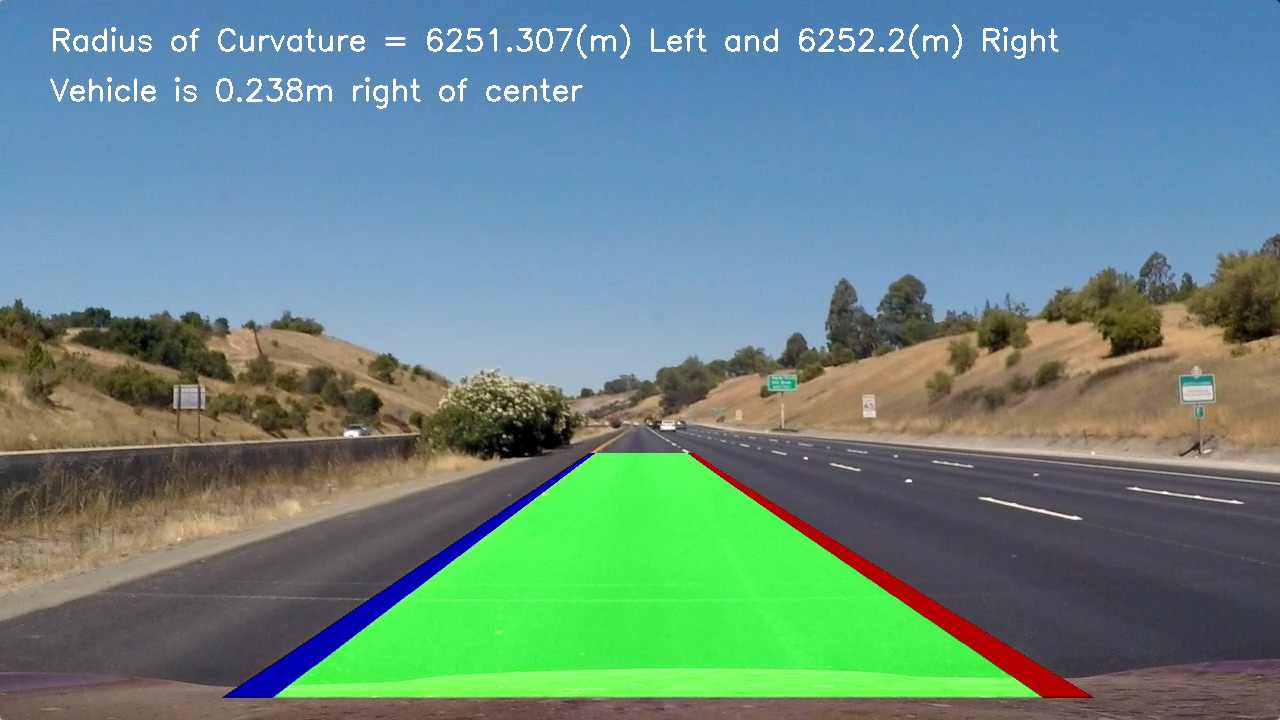 Radius of Curvature = 6251.307(m) Left and 6252.2(m) Right
Vehicle is 0.238m right of center